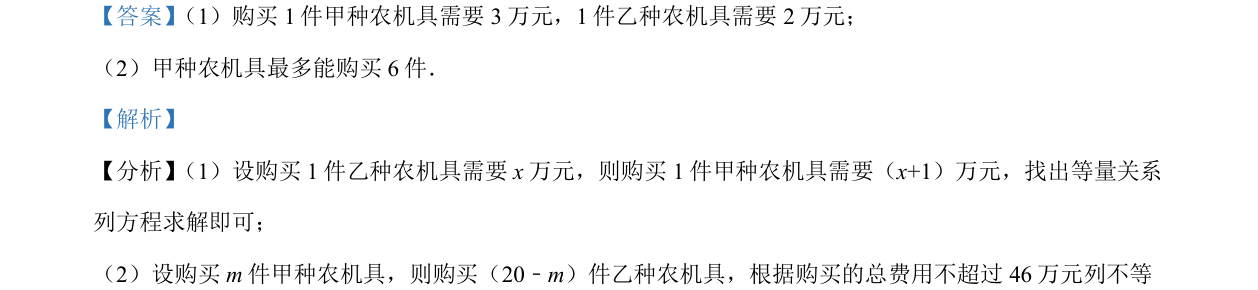 【答案】（1）购买 1 件甲种农机具需要 3 万元，1 件乙种农机具需要 2 万元；
（2）甲种农机具最多能购买 6 件．
【解析】
【分析】（1）设购买 1 件乙种农机具需要 x 万元，则购买 1 件甲种农机具需要（x+1）万元，找出等量关系
列方程求解即可；
（2）设购买 m 件甲种农机具，则购买（20﹣m）件乙种农机具，根据购买的总费用不超过 46 万元列不等